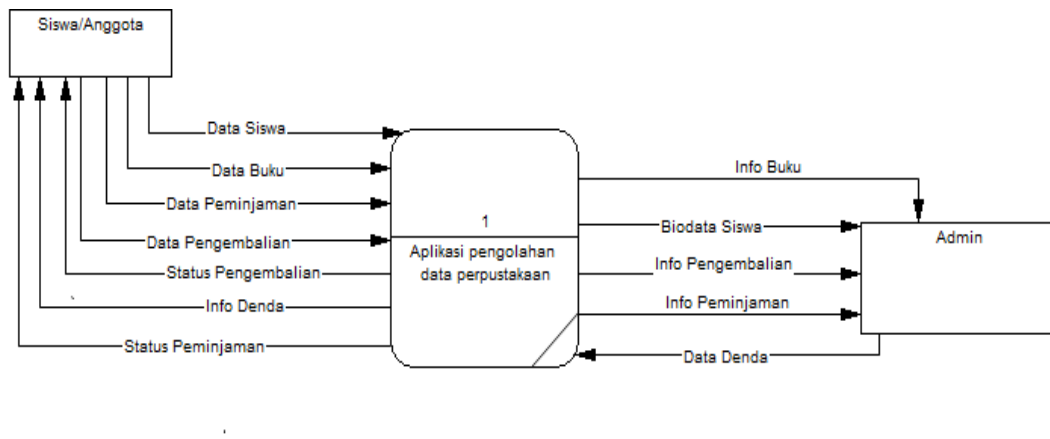 Siswa/Anggota
Data Siswa
Data Buku
Data Peminjaman
Data Pengembalian
Status Pengembalian
Info Denda
Status Peminjaman
1
Aplikasi pengolahan
data perpustakaan
Info Buku
Biodata Siswa
Info Pengembalian
Info Peminjaman
Data Denda
Admin